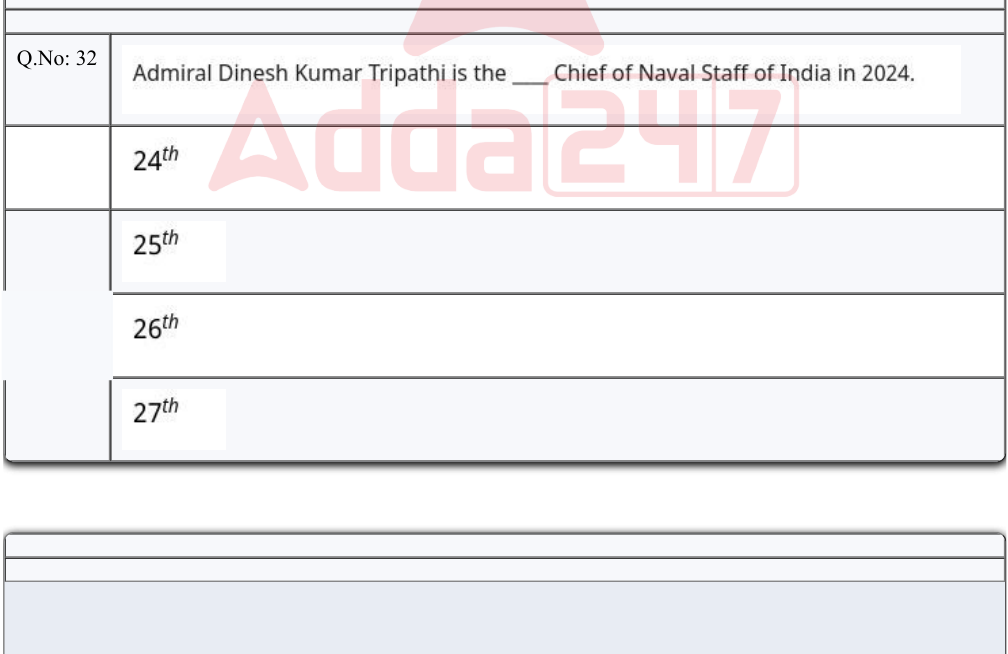 Q.No: 32
Admiral Dinesh Kumar Tripathi is the ____ Chief of Naval Staff of India in 2024.
Adda247
24th
25th
26th
27th